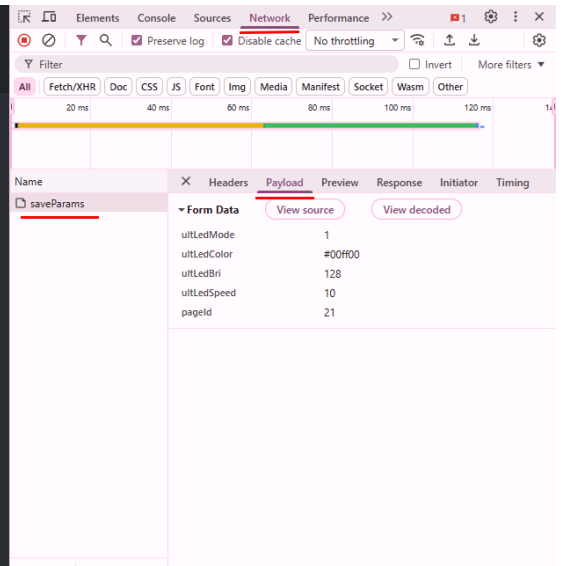 Elements Console Sources Network Performance 1
Preserve log Disable cache No throttling
Filter Invert More filters
All Fetch/XHR Doc CSS JS Font Img Media Manifest Socket Wasm Other
20 ms 40 ms 60 ms 80 ms 100 ms 120 ms 14
Name Headers Payload Preview Response Initiator Timing
saveParams Form Data View source View decoded
ultLedMode 1
ultLedColor #00ff00
ultLedBri 128
ultLedSpeed 10
pageId 21